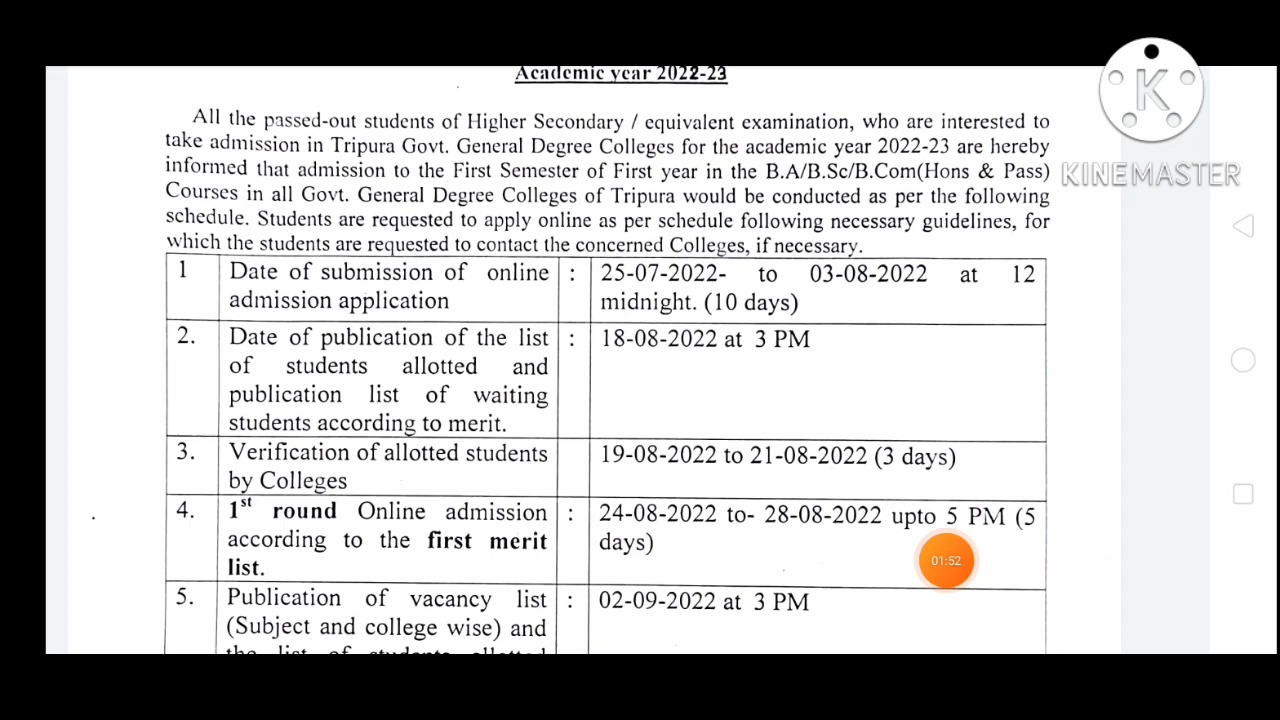 Academic year 2022-23
All the passed-out students of Higher Secondary / equivalent examination, who are interested to
take admission in Tripura Govt. General Degree Colleges for the academic year 2022-23 are hereby
informed that admission to the First Semester of First year in the B.A/B.Sc/B.Com(Hons & Pass)
Courses in all Govt. General Degree Colleges of Tripura would be conducted as per the following
schedule. Students are requested to apply online as per schedule following necessary guidelines, for
which the students are requested to contact the concerned Colleges, if necessary.
1 Date of submission of online : 25-07-2022- to 03-08-2022 at 12
admission application midnight. (10 days)
2. Date of publication of the list : 18-08-2022 at 3 PM
of students allotted and
publication list of waiting
students according to merit.
3. Verification of allotted students 19-08-2022 to 21-08-2022 (3 days)
by Colleges
4. 1st round Online admission : 24-08-2022 to- 28-08-2022 upto 5 PM (5
according to the first merit days)
list.
5. Publication of vacancy list : 02-09-2022 at 3 PM
(Subject and college wise) and
the list of students allotted
K
KINEMASTER
01:52